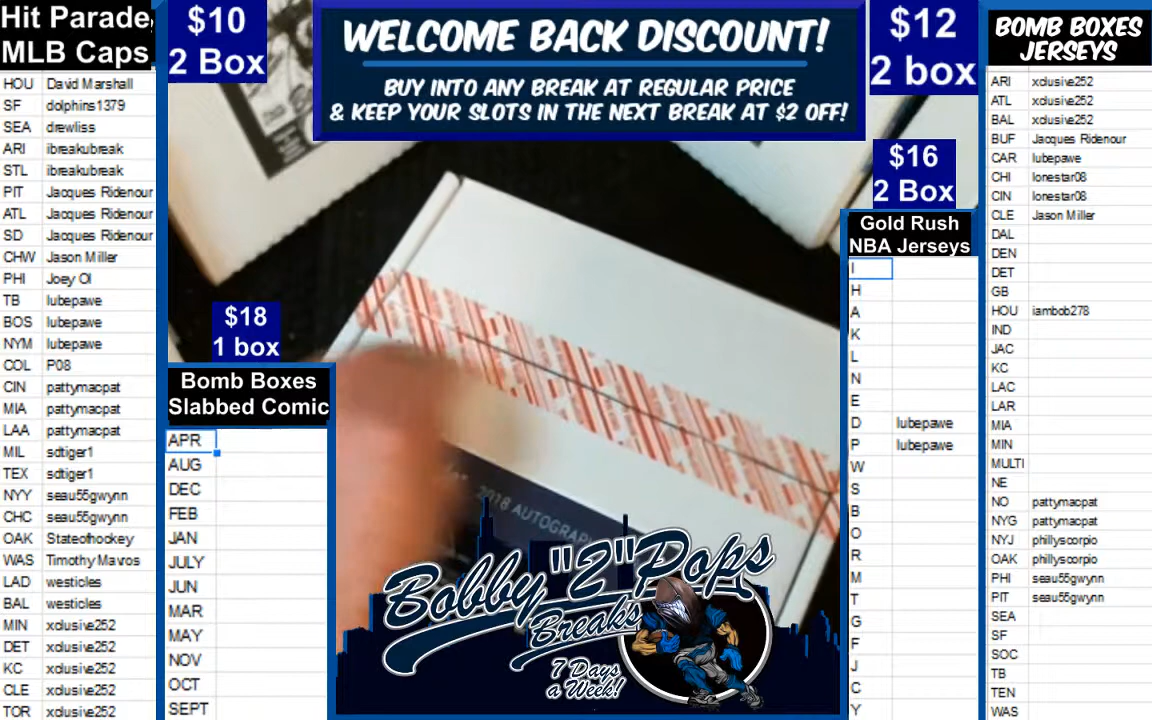 Hit Parade
MLB Caps
HOU David Marshall
SF dolphins1379
SEA drewliss
ARI ibreakubreak
STL ibreakubreak
PIT Jacques Ridenour
ATL Jacques Ridenour
SD Jacques Ridenour
CHW Jason Miller
PHI Joey Ol
TB lubepawe
BOS lubepawe
NYM lubepawe
COL P08
CIN pattymacpat
MIA pattymacpat
LAA pattymacpat
MIL sdtiger1
TEX sdtiger1
NYY seau55gwynn
CHC seau55gwynn
OAK Stateofhockey
WAS Timothy Mavros
LAD westicles
BAL westicles
MIN xclusive252
DET xclusive252
KC xclusive252
CLE xclusive252
TOR xclusive252
$10
2 Box
WELCOME BACK DISCOUNT!
BUY INTO ANY BREAK AT REGULAR PRICE
& KEEP YOUR SLOTS IN THE NEXT BREAK AT $2 OFF!
$12
2 box
$18
1 box
Bomb Boxes
Slabbed Comic
APR
AUG
DEC
FEB
JAN
JULY
JUN
MAR
MAY
NOV
OCT
SEPT
2018 AUTOGRAPH
Bobby "2" Pops
Breaks
7 Days
a Week!
$16
2 Box
Gold Rush
NBA Jerseys
I
H
A
K
L
N
E
D lubepawe
P lubepawe
W
S
B
O
R
M
T
G
F
J
C
Y
BOMB BOXES
JERSEYS
ARI xclusive252
ATL xclusive252
BAL xclusive252
BUF Jacques Ridenour
CAR lubepawe
CHI lonestar08
CIN lonestar08
CLE Jason Miller
DAL
DEN
DET
GB
HOU iambob278
IND
JAC
KC
LAC
LAR
MIA
MIN
MULTI
NE
NO pattymacpat
NYG pattymacpat
NYJ phillyscorpio
OAK phillyscorpio
PHI seau55gwynn
PIT seau55gwynn
SEA
SF
SOC
TB
TEN
WAS